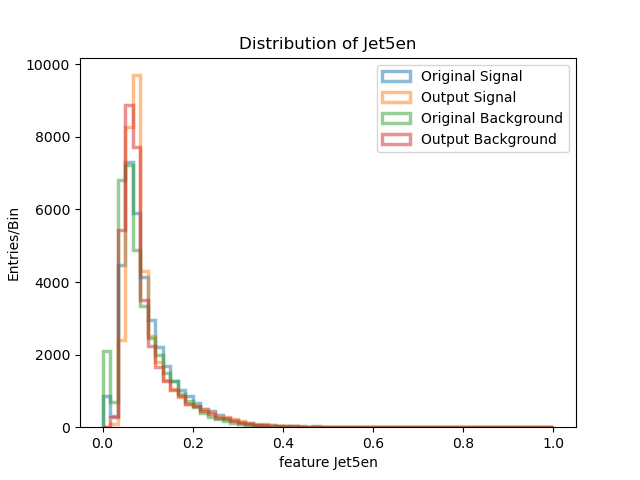 Distribution of Jet5en
Original Signal
Output Signal
Original Background
Output Background
Entries/Bin
10000
8000
6000
4000
2000
0
0.0 0.2 0.4 0.6 0.8 1.0
feature Jet5en